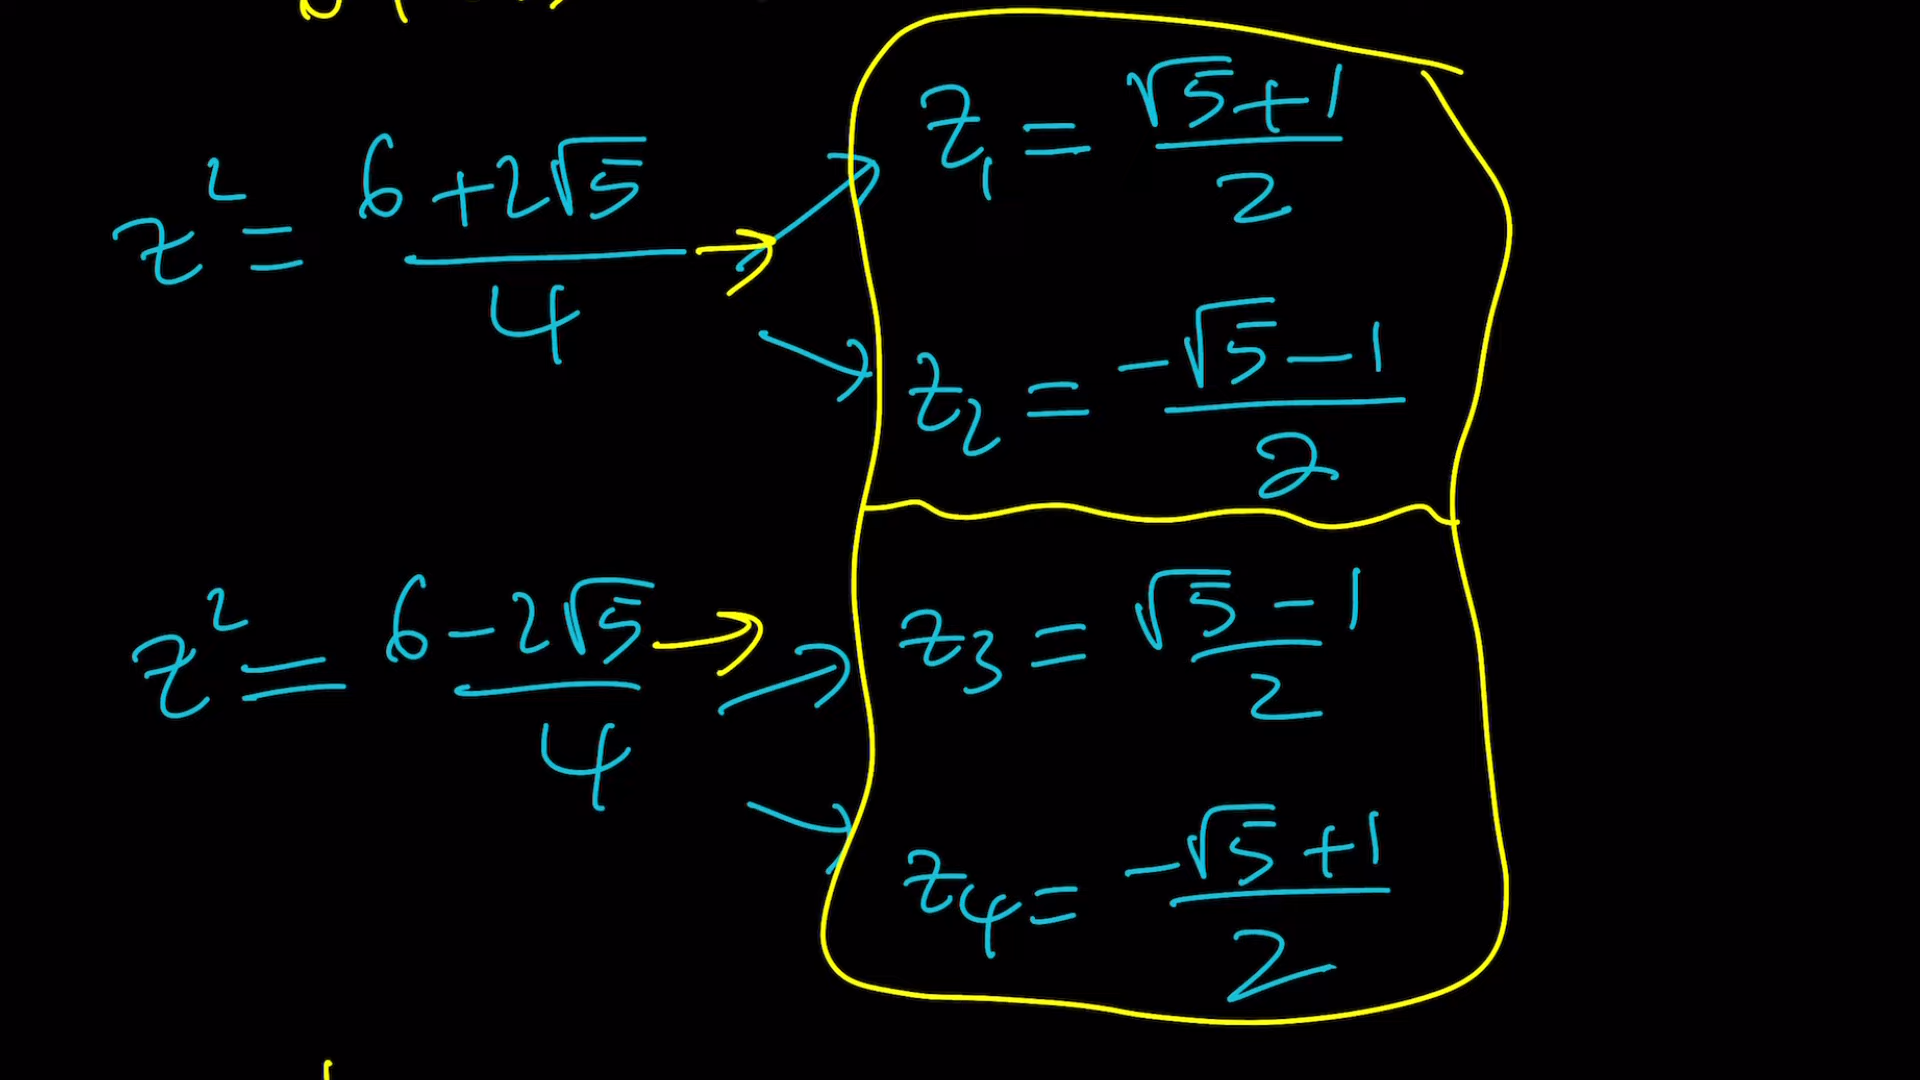 z² = (6 + 2√5)/4
z₁ = (√5 + 1)/2
z₂ = (-√5 - 1)/2
z² = (6 - 2√5)/4
z₃ = (√5 - 1)/2
z₄ = (-√5 + 1)/2